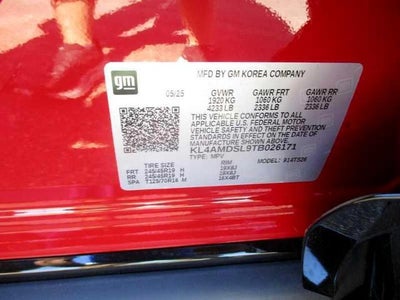 gm
MFD BY GM KOREA COMPANY
05/25 GVWR GAWR FRT GAWR RR
1920 KG 1060 KG 1060 KG
4233 LB 2336 LB 2336 LB
THIS VEHICLE CONFORMS TO ALL
APPLICABLE U.S. FEDERAL MOTOR
VEHICLE SAFETY, BUMPER, AND
THEFT PREVENTION STANDARDS IN
EFFECT ON THE DATE OF
MANUFACTURE SHOWN ABOVE.
KL4AMDSL9TB026171
TYPE: MPV MODEL: 914TS26
TIRE SIZE SPEED RTG RIM
FRT 245/45R19 H 19X8J
RR 245/45R19 H 19X8J
SPA T125/70R16 M 16X4BT